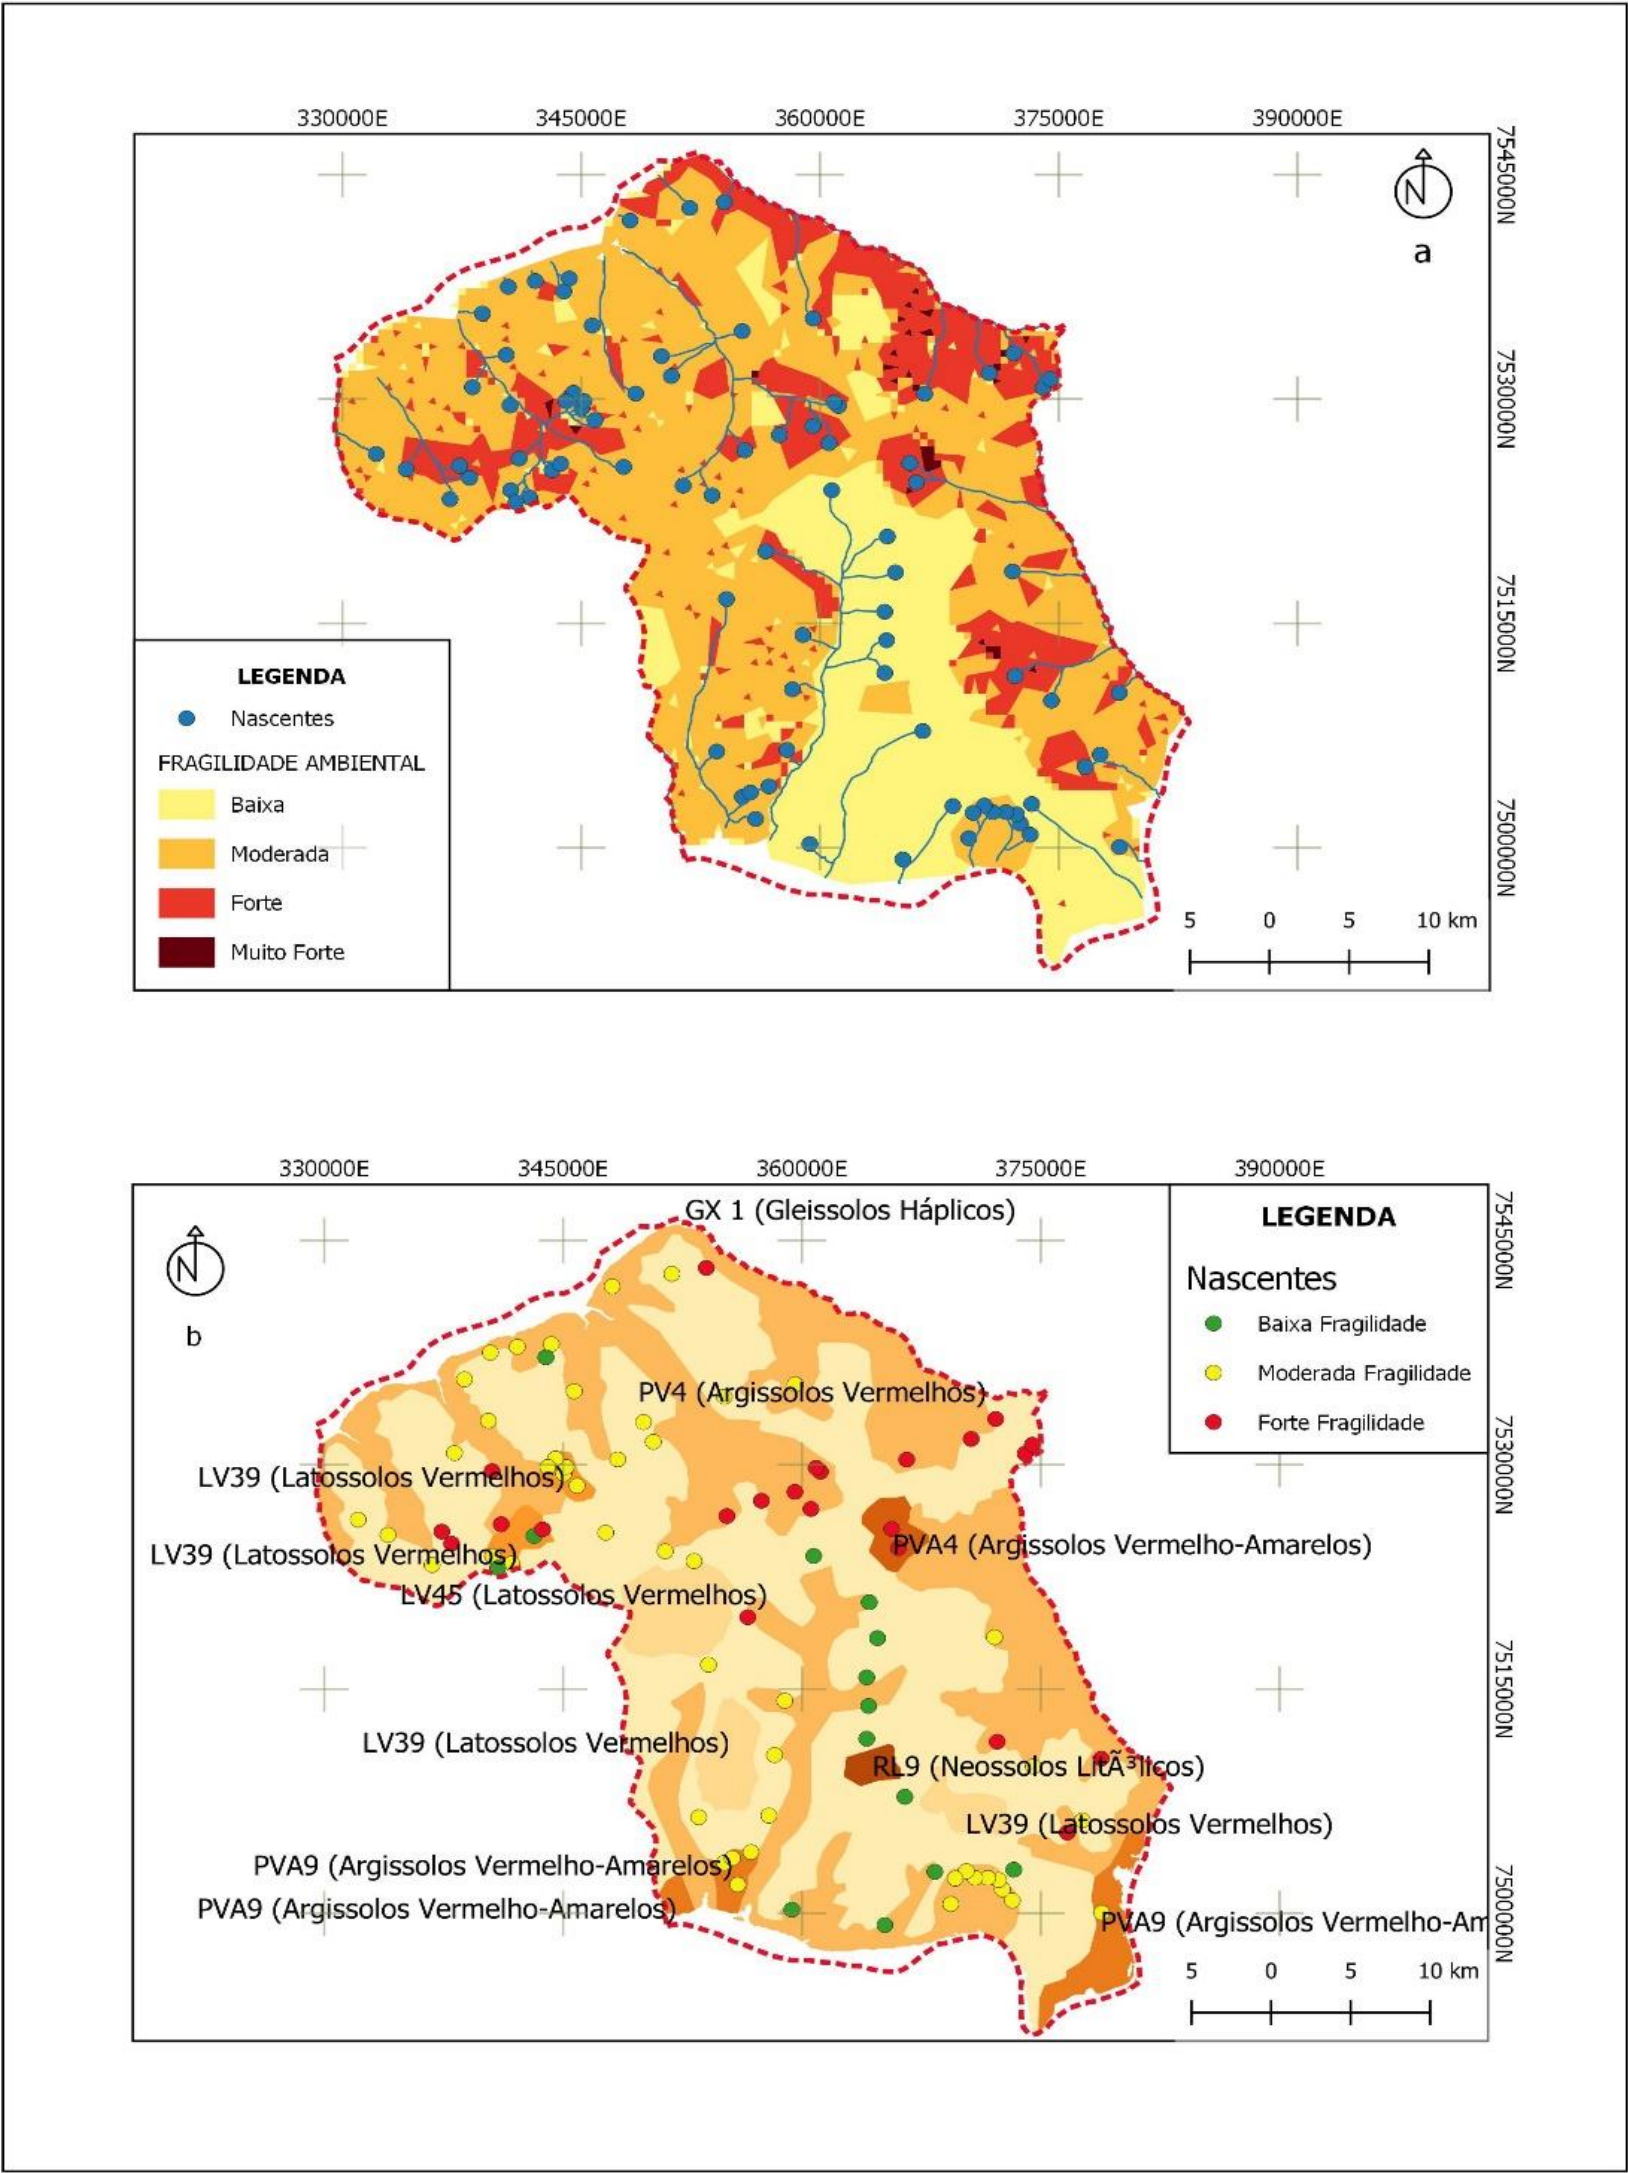 330000E 345000E 360000E 375000E 390000E
7545000N
N
a
7530000N
7515000N
LEGENDA
Nascentes
FRAGILIDADE AMBIENTAL
Baixa
Moderada
Forte
Muito Forte
7500000N
5 0 5 10 km
330000E 345000E 360000E 375000E 390000E
GX 1 (Gleissolos Háplicos)
7545000N
N
b
LEGENDA
Nascentes
Baixa Fragilidade
Moderada Fragilidade
Forte Fragilidade
PV4 (Argissolos Vermelhos)
7530000N
LV39 (Latossolos Vermelhos)
PVA4 (Argissolos Vermelho-Amarelos)
LV39 (Latossolos Vermelhos)
LV45 (Latossolos Vermelhos)
7515000N
LV39 (Latossolos Vermelhos)
RL9 (Neossolos LitÃ³licos)
LV39 (Latossolos Vermelhos)
PVA9 (Argissolos Vermelho-Amarelos)
PVA9 (Argissolos Vermelho-Amarelos)
PVA9 (Argissolos Vermelho-Am
7500000N
5 0 5 10 km